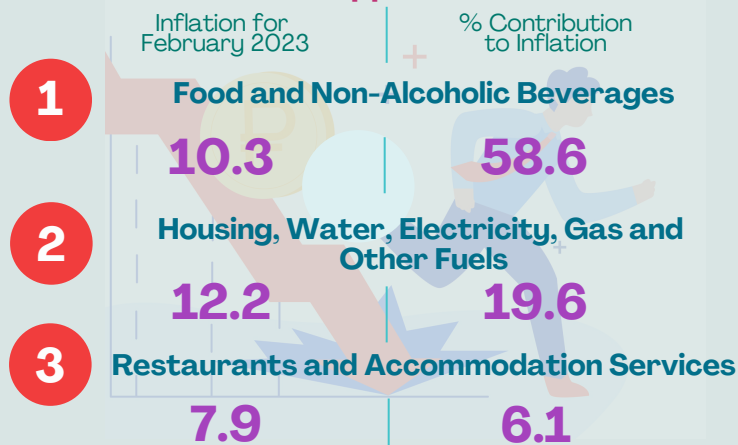 Inflation for
February 2023
% Contribution
to Inflation
1
Food and Non-Alcoholic Beverages
10.3
58.6
2
Housing, Water, Electricity, Gas and
Other Fuels
12.2
19.6
3
Restaurants and Accommodation Services
7.9
6.1